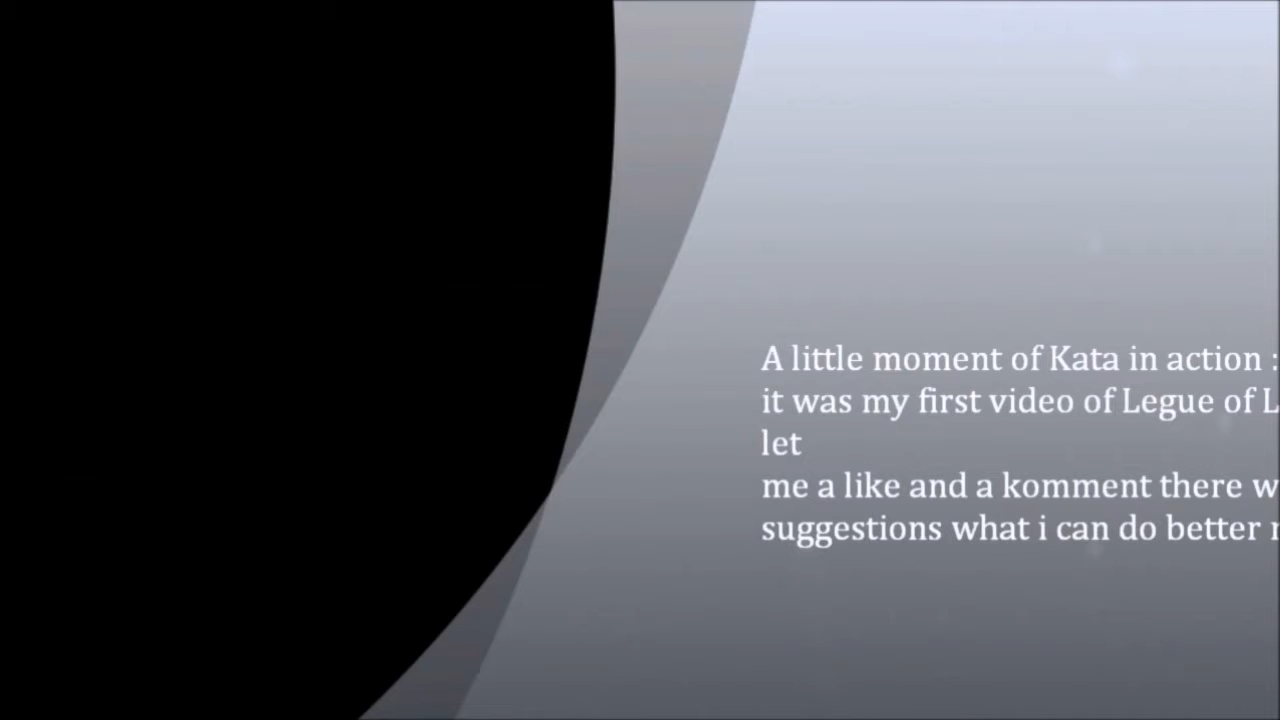 A little moment of Kata in action :
it was my first video of Legue of L
let
me a like and a komment there w
suggestions what i can do better